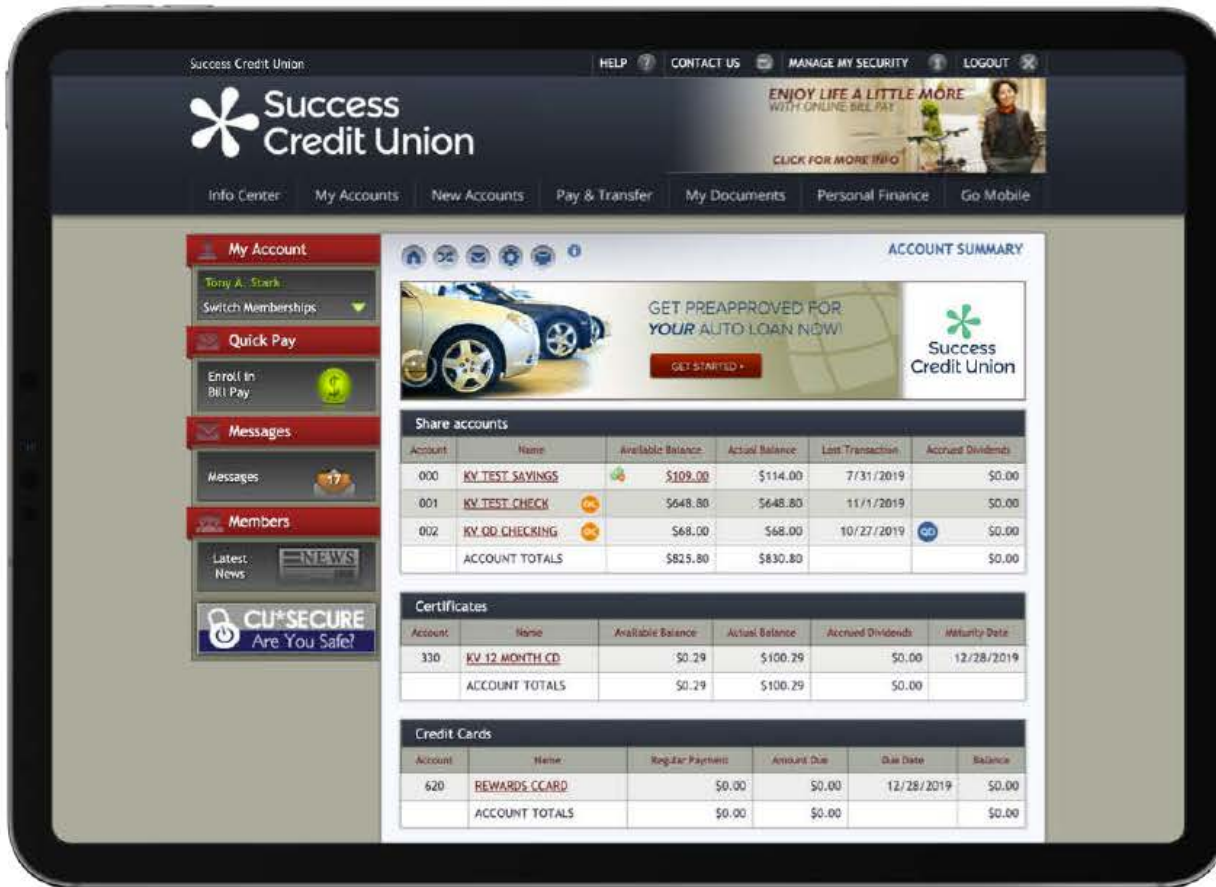 Success Credit Union
HELP ? CONTACT US MANAGE MY SECURITY LOGOUT
Success
Credit Union
ENJOY LIFE A LITTLE MORE
WITH ONLINE BILL PAY
CLICK FOR MORE INFO
Info Center My Accounts New Accounts Pay & Transfer My Documents Personal Finance Go Mobile
My Account
Tony A. Stark
Switch Memberships
Quick Pay
Enroll in
Bill Pay
$
Messages
Messages 17
Members
Latest
News
NEWS
CU*SECURE
Are You Safe?
ACCOUNT SUMMARY
GET PREAPPROVED FOR
YOUR AUTO LOAN NOW!
GET STARTED
Success
Credit Union
Share accounts
Account Name Available Balance Actual Balance Last Transaction Accrued Dividends
000 KV TEST SAVINGS $109.00 $114.00 7/31/2019 $0.00
001 KV TEST CHECK OC $648.80 $648.80 11/1/2019 $0.00
002 KV QD CHECKING OC $68.00 $68.00 10/27/2019 QD $0.00
ACCOUNT TOTALS $825.80 $830.80 $0.00
Certificates
Account Name Available Balance Actual Balance Accrued Dividends Maturity Date
330 KV 12 MONTH CD $0.29 $100.29 $0.00 12/28/2019
ACCOUNT TOTALS $0.29 $100.29 $0.00
Credit Cards
Account Name Regular Payment Amount Due Due Date Balance
620 REWARDS CCARD $0.00 $0.00 12/28/2019 $0.00
ACCOUNT TOTALS $0.00 $0.00 $0.00